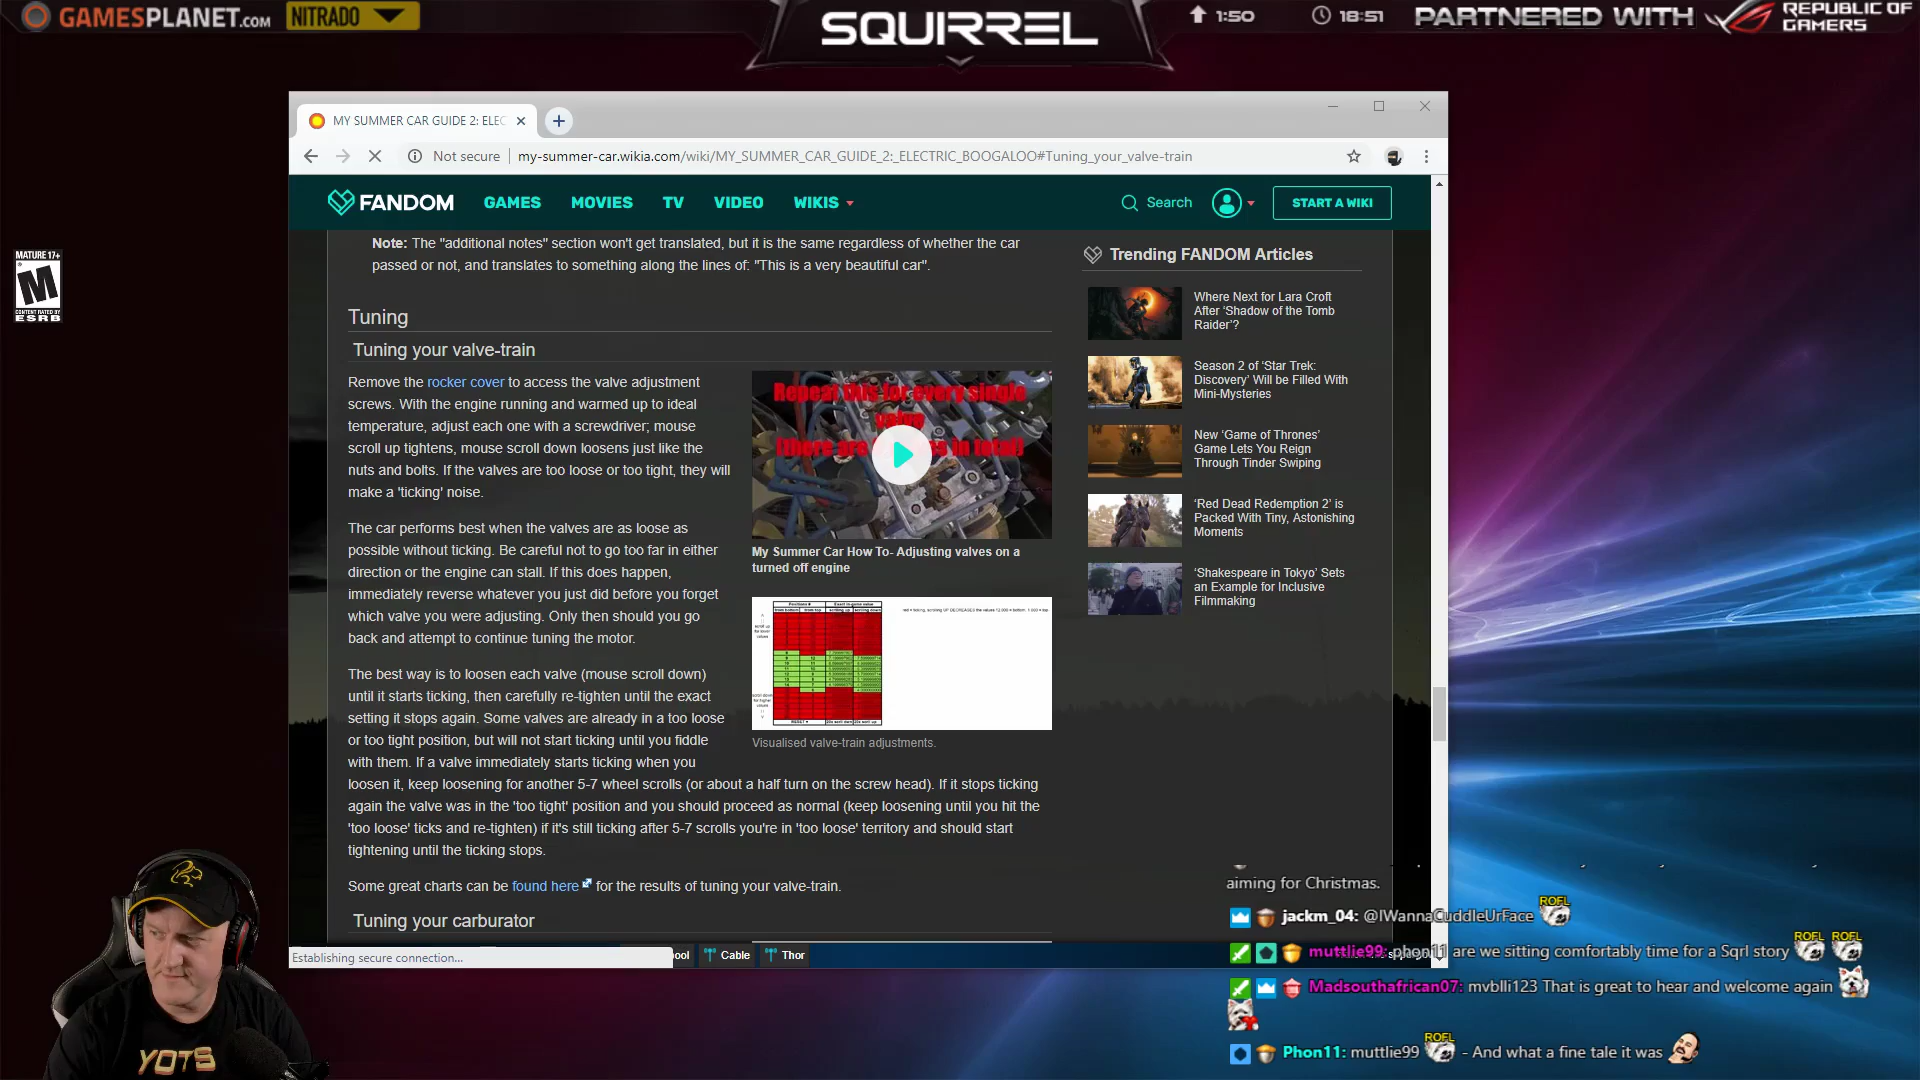 GAMESPLANET.COM
NITRADO
SQUIRREL
1:50
18:51
PARTNERED WITH
REPUBLIC OF
GAMERS
MY SUMMER CAR GUIDE 2: ELEC
Not secure
my-summer-car.wikia.com/wiki/MY_SUMMER_CAR_GUIDE_2:_ELECTRIC_BOOGALOO#Tuning_your_valve-train
FANDOM
GAMES
MOVIES
TV
VIDEO
WIKIS
Search
START A WIKI
MATURE 17+
M
CONTENT RATED BY
ESRB
Note: The "additional notes" section won't get translated, but it is the same regardless of whether the car
passed or not, and translates to something along the lines of: "This is a very beautiful car".
Tuning
Tuning your valve-train
Remove the rocker cover to access the valve adjustment
screws. With the engine running and warmed up to ideal
temperature, adjust each one with a screwdriver; mouse
scroll up tightens, mouse scroll down loosens just like the
nuts and bolts. If the valves are too loose or too tight, they will
make a 'ticking' noise.
The car performs best when the valves are as loose as
possible without ticking. Be careful not to go too far in either
direction or the engine can stall. If this does happen,
immediately reverse whatever you just did before you forget
which valve you were adjusting. Only then should you go
back and attempt to continue tuning the motor.
The best way is to loosen each valve (mouse scroll down)
until it starts ticking, then carefully re-tighten until the exact
setting it stops again. Some valves are already in a too loose
or too tight position, but will not start ticking until you fiddle
with them. If a valve immediately starts ticking when you
loosen it, keep loosening for another 5-7 wheel scrolls (or about a half turn on the screw head). If it stops ticking
again the valve was in the 'too tight' position and you should proceed as normal (keep loosening until you hit the
'too loose' ticks and re-tighten) if it's still ticking after 5-7 scrolls you're in 'too loose' territory and should start
tightening until the ticking stops.
Some great charts can be found here for the results of tuning your valve-train.
Tuning your carburator
Repeat this for every single
valve
(there are
in total)
My Summer Car How To- Adjusting valves on a
turned off engine
Visualised valve-train adjustments.
Trending FANDOM Articles
Where Next for Lara Croft
After ‘Shadow of the Tomb
Raider’?
Season 2 of ‘Star Trek:
Discovery’ Will be Filled With
Mini-Mysteries
New ‘Game of Thrones’
Game Lets You Reign
Through Tinder Swiping
‘Red Dead Redemption 2’ is
Packed With Tiny, Astonishing
Moments
‘Shakespeare in Tokyo’ Sets
an Example for Inclusive
Filmmaking
Establishing secure connection...
ool
Cable
Thor
aiming for Christmas.
jackm_04: @IWannaCuddleUrFace
ROFL
muttlie99: phon11 are we sitting comfortably time for a Sqrl story
ROFL ROFL
Madsouthafrican07: mvblli123 That is great to hear and welcome again
Phon11: muttlie99
ROFL
- And what a fine tale it was
YOTS